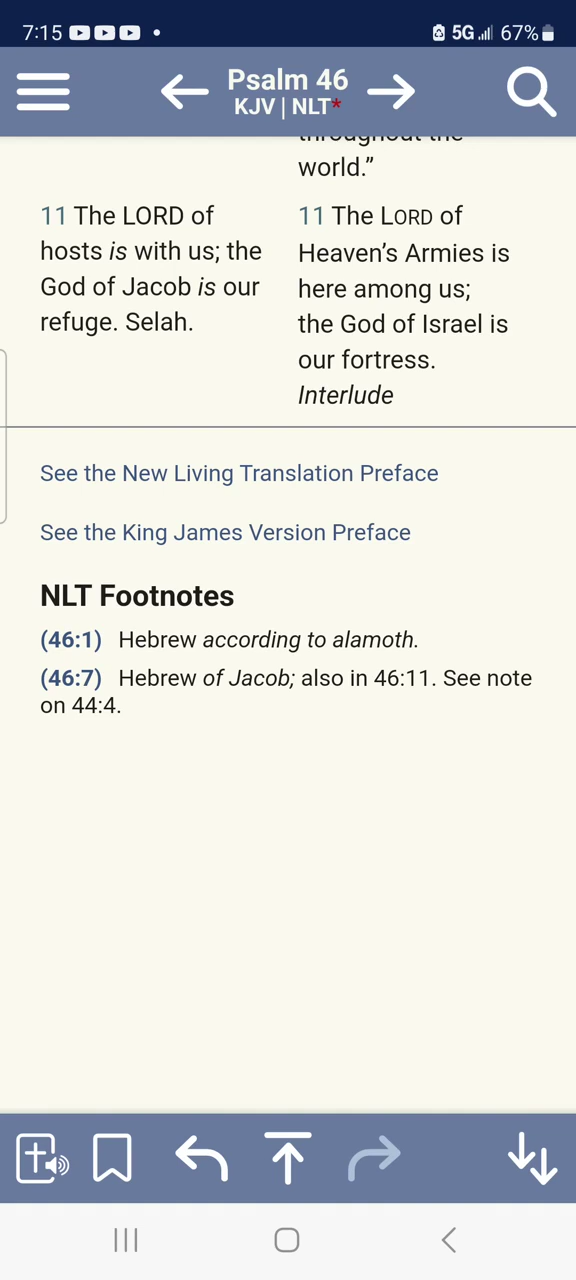 7:15
5G 67%
Psalm 46
KJV | NLT*
throughout the
world.”
11 The LORD of
hosts is with us; the
God of Jacob is our
refuge. Selah.
11 The LORD of
Heaven’s Armies is
here among us;
the God of Israel is
our fortress.
Interlude
See the New Living Translation Preface
See the King James Version Preface
NLT Footnotes
(46:1) Hebrew according to alamoth.
(46:7) Hebrew of Jacob; also in 46:11. See note
on 44:4.